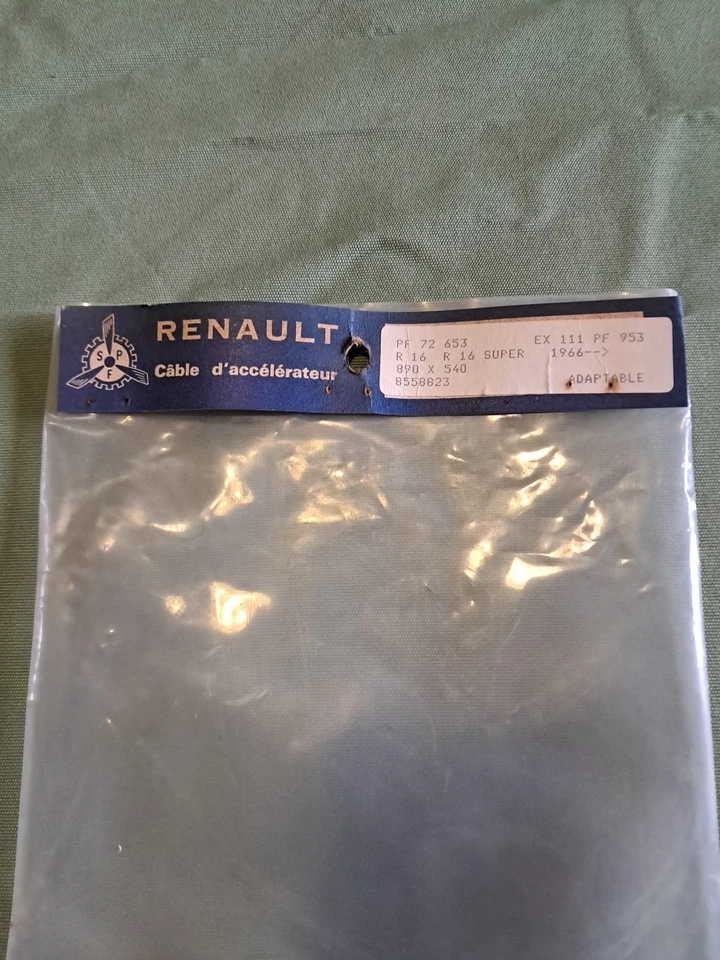 S P F
RENAULT
Câble d'accélérateur
PF 72 653 EX 111 PF 953
R 16 R 16 SUPER 1966-->
890 X 540
8558823 ADAPTABLE